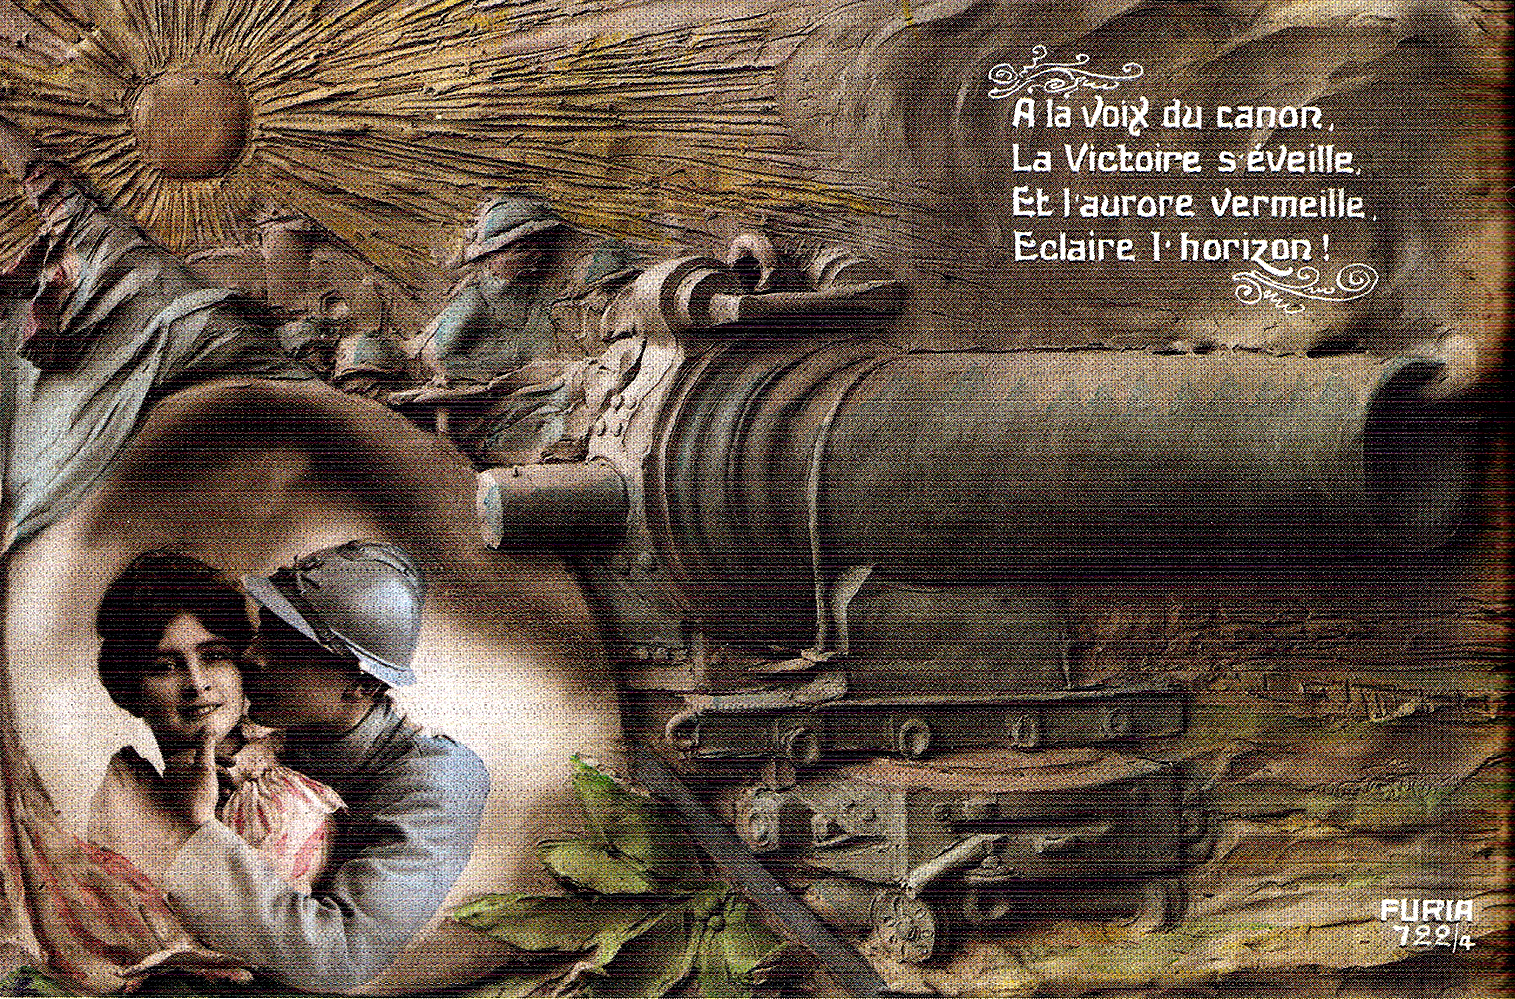 A la voix du canon,
La Victoire s'éveille,
Et l'aurore vermeille,
Eclaire l'horizon !
FURIA
722/4